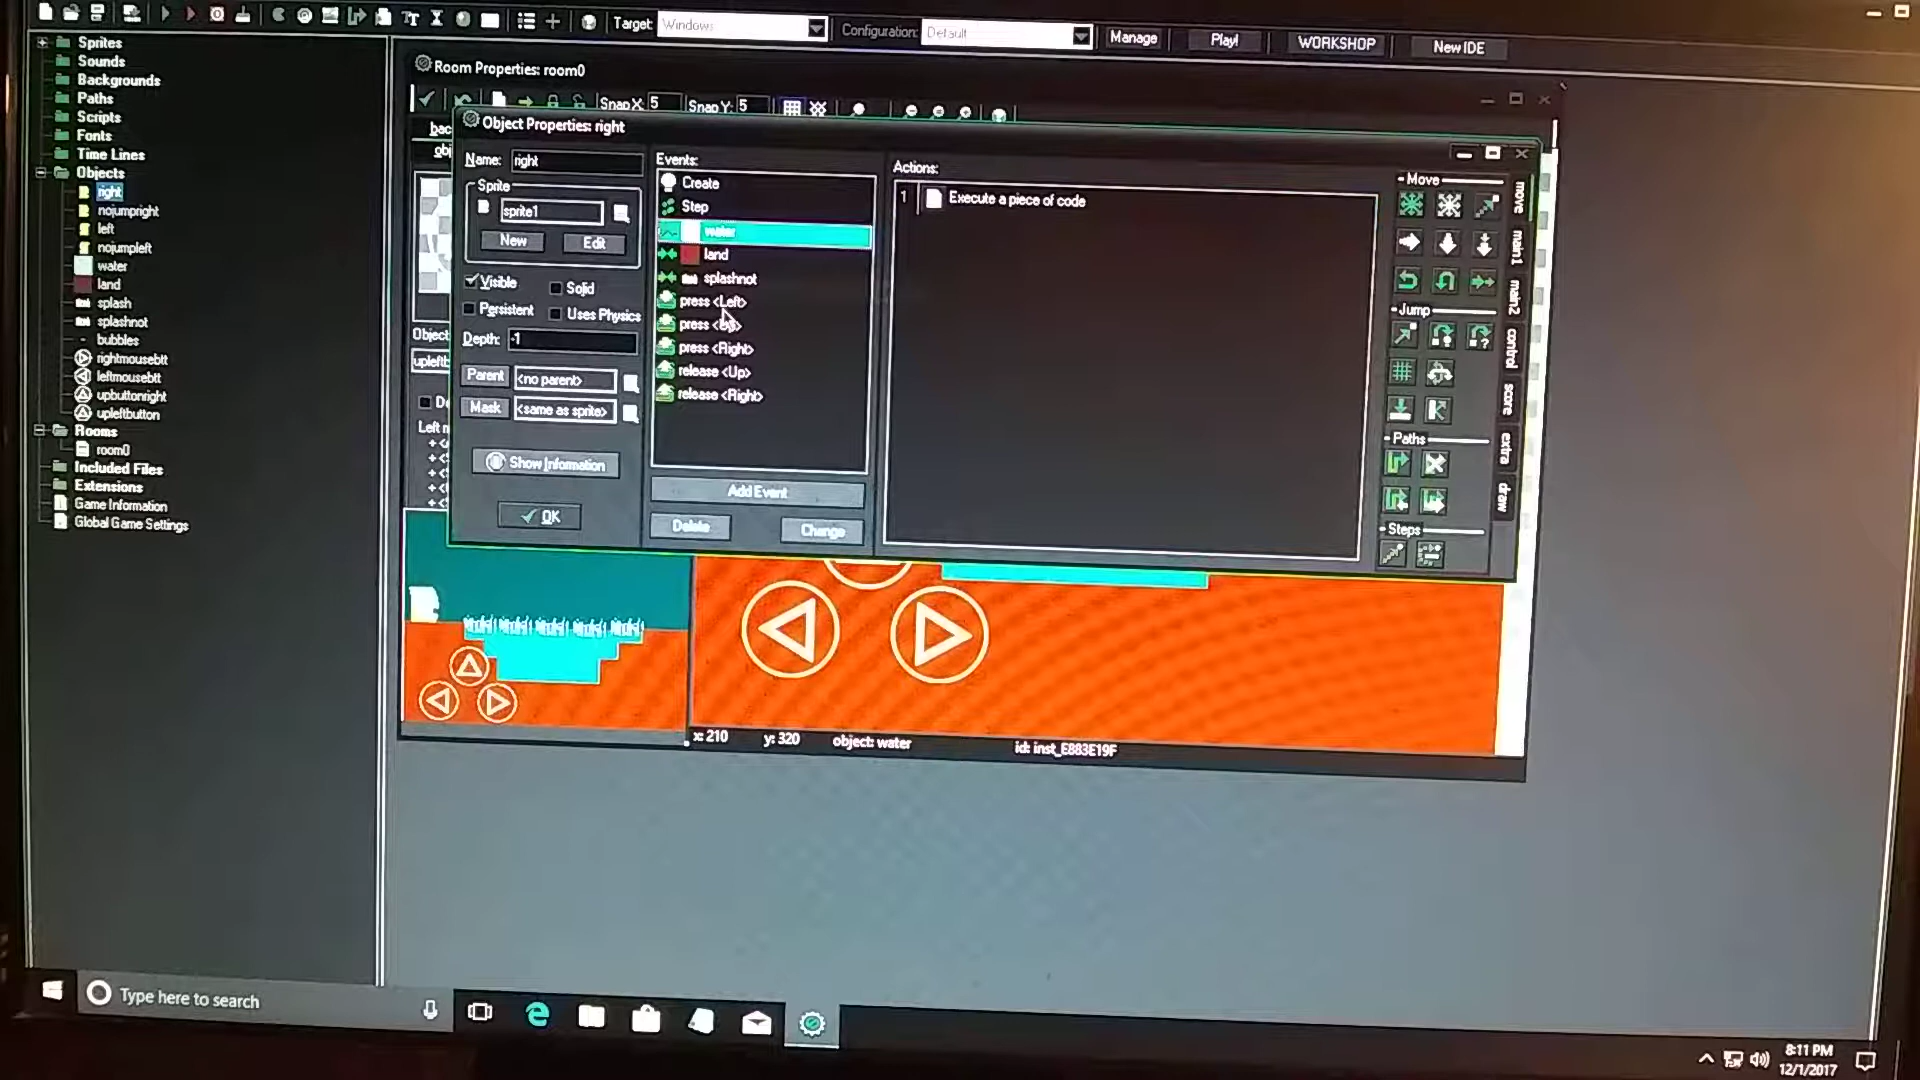 Target: Windows Configuration: Default Manage Play! WORKSHOP New IDE
Sprites
Sounds
Backgrounds
Paths
Scripts
Fonts
Time Lines
Objects
right
nojumpright
left
nojumpleft
water
land
splash
splashnot
bubbles
rightmousebtt
leftmousebtt
upbuttonright
upleftbutton
Rooms
room0
Included Files
Extensions
Game Information
Global Game Settings
Room Properties: room0
Snap X: 5 Snap Y: 5
Object Properties: right
Name: right
Sprite
sprite1
New Edit
Visible Solid
Persistent Uses Physics
Depth: -1
Parent <no parent>
Mask <same as sprite>
Show Information
OK
Events:
Create
Step
water
land
splashnot
press <Left>
press
press <Right>
release <Up>
release <Right>
Add Event
Delete Change
Actions:
1 Execute a piece of code
Move
Jump
Paths
Steps
move
main1
main2
control
score
extra
draw
x: 210 y: 320 object: water id: inst_E883E19F
Type here to search
8:11 PM
12/1/2017